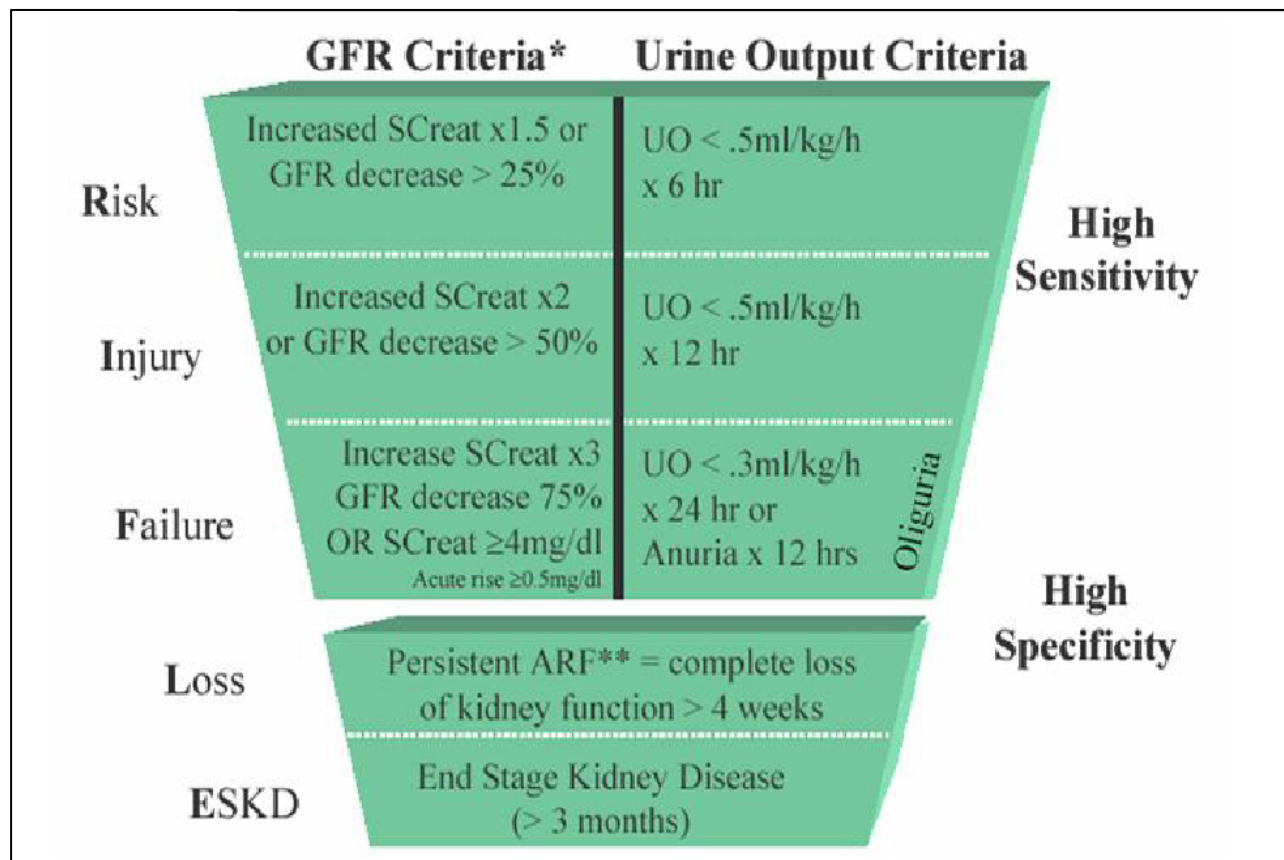 GFR Criteria*
Urine Output Criteria
Risk
Increased SCreat x1.5 or
GFR decrease > 25%
UO < .5ml/kg/h
x 6 hr
High
Sensitivity
Injury
Increased SCreat x2
or GFR decrease > 50%
UO < .5ml/kg/h
x 12 hr
Failure
Increase SCreat x3
GFR decrease 75%
OR SCreat ≥4mg/dl
Acute rise ≥0.5mg/dl
UO < .3ml/kg/h
x 24 hr or
Anuria x 12 hrs
Oliguria
High
Specificity
Loss
Persistent ARF** = complete loss
of kidney function > 4 weeks
ESKD
End Stage Kidney Disease
(> 3 months)